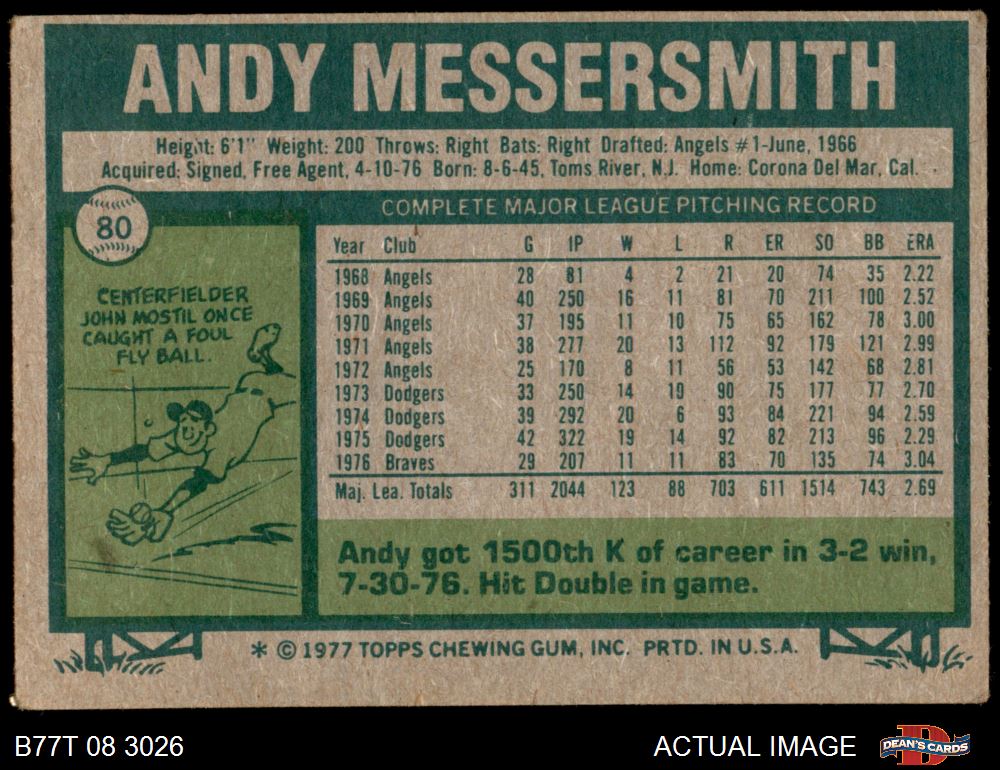 ANDY MESSERSMITH
Height: 6'1" Weight: 200 Throws: Right Bats: Right Drafted: Angels #1-June, 1966
Acquired: Signed, Free Agent, 4-10-76 Born: 8-6-45, Toms River, N.J. Home: Corona Del Mar, Cal.
80
CENTERFIELDER
JOHN MOSTIL ONCE
CAUGHT A FOUL
FLY BALL.
COMPLETE MAJOR LEAGUE PITCHING RECORD
Year Club G IP W L R ER SO BB ERA
1968 Angels 28 81 4 2 21 20 74 35 2.22
1969 Angels 40 250 16 11 81 70 211 100 2.52
1970 Angels 37 195 11 10 75 65 162 78 3.00
1971 Angels 38 277 20 13 112 92 179 121 2.99
1972 Angels 25 170 8 11 56 53 142 68 2.81
1973 Dodgers 33 250 14 19 90 75 177 77 2.70
1974 Dodgers 39 292 20 6 93 84 221 94 2.59
1975 Dodgers 42 322 19 14 92 82 213 96 2.29
1976 Braves 29 207 11 11 83 70 135 74 3.04
Maj. Lea. Totals 311 2044 123 88 703 611 1514 743 2.69
Andy got 1500th K of career in 3-2 win,
7-30-76. Hit Double in game.
* © 1977 TOPPS CHEWING GUM, INC. PRTD. IN U.S.A.
B77T 08 3026
ACTUAL IMAGE
DEAN'S CARDS